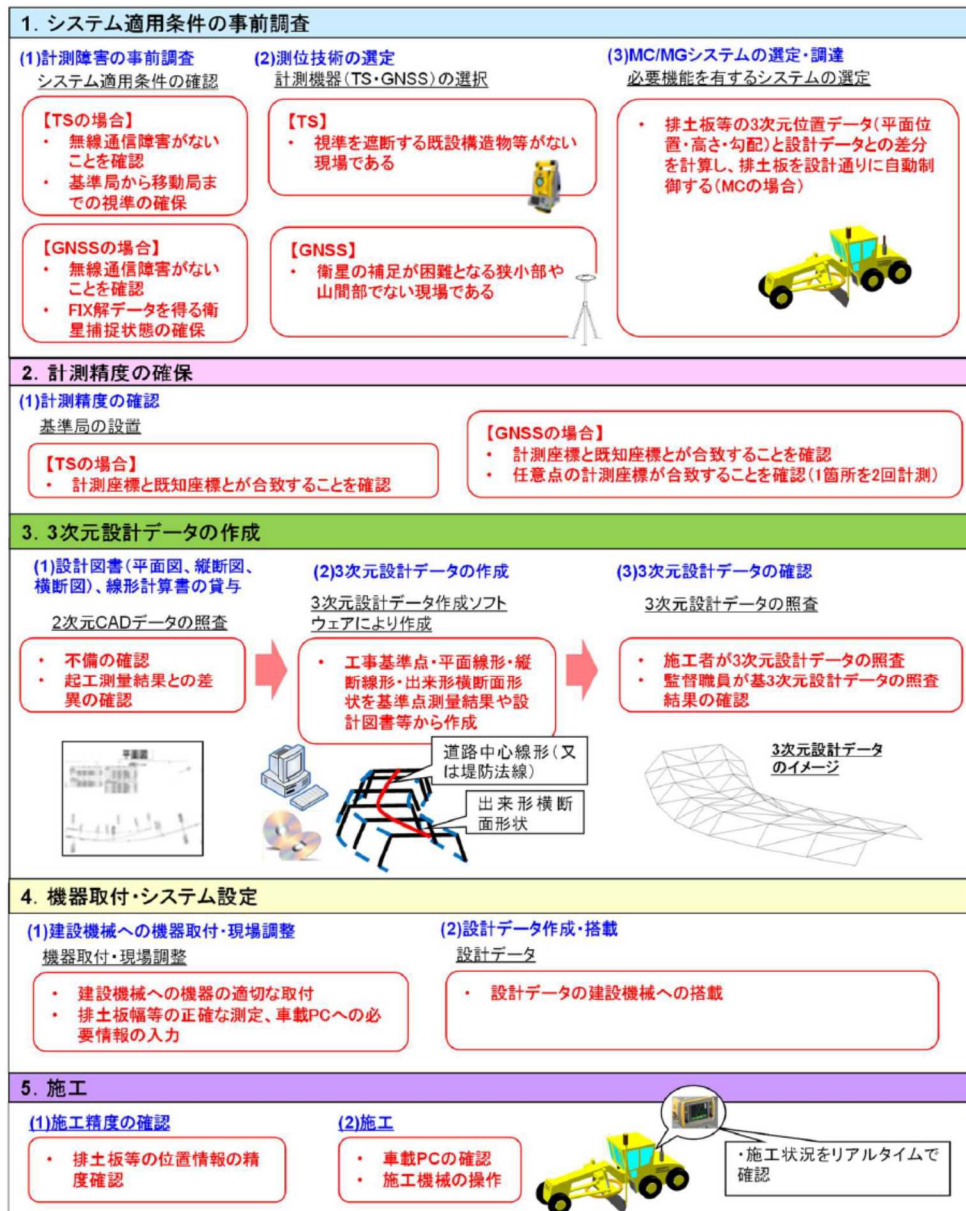 1. システム適用条件の事前調査
(1)計測障害の事前調査
システム適用条件の確認
【TSの場合】
・ 無線通信障害がない
ことを確認
・ 基準局から移動局ま
での視準の確保
【GNSSの場合】
・ 無線通信障害がない
ことを確認
・ FIX解データを得る衛
星捕捉状態の確保
(2)測位技術の選定
計測機器(TS・GNSS)の選択
【TS】
・ 視準を遮断する既設構造物等がない
現場である
【GNSS】
・ 衛星の補足が困難となる狭小部や
山間部でない現場である
(3)MC/MGシステムの選定・調達
必要機能を有するシステムの選定
・ 排土板等の3次元位置データ(平面位
置・高さ・勾配)と設計データとの差分
を計算し、排土板を設計通りに自動制
御する(MCの場合)
2. 計測精度の確保
(1)計測精度の確認
基準局の設置
【TSの場合】
・ 計測座標と既知座標とが合致することを確認
【GNSSの場合】
・ 計測座標と既知座標とが合致することを確認
・ 任意点の計測座標が合致することを確認(1箇所を2回計測)
3. 3次元設計データの作成
(1)設計図書(平面図、縦断図、
横断図)、線形計算書の貸与
2次元CADデータの照査
・ 不備の確認
・ 起工測量結果との差
異の確認
平面図
(2)3次元設計データの作成
3次元設計データ作成ソフト
ウェアにより作成
・ 工事基準点・平面線形・縦
断線形・出来形横断面形
状を基準点測量結果や設
計図書等から作成
道路中心線形(又
は堤防法線)
出来形横断
面形状
(3)3次元設計データの確認
3次元設計データの照査
・ 施工者が3次元設計データの照査
・ 監督職員が基3次元設計データの照査
結果の確認
3次元設計データ
のイメージ
4. 機器取付・システム設定
(1)建設機械への機器取付・現場調整
機器取付・現場調整
・ 建設機械への機器の適切な取付
・ 排土板幅等の正確な測定、車載PCへの必
要情報の入力
(2)設計データ作成・搭載
設計データ
・ 設計データの建設機械への搭載
5. 施工
(1)施工精度の確認
・ 排土板等の位置情報の精
度確認
(2)施工
・ 車載PCの確認
・ 施工機械の操作
・施工状況をリアルタイムで
確認